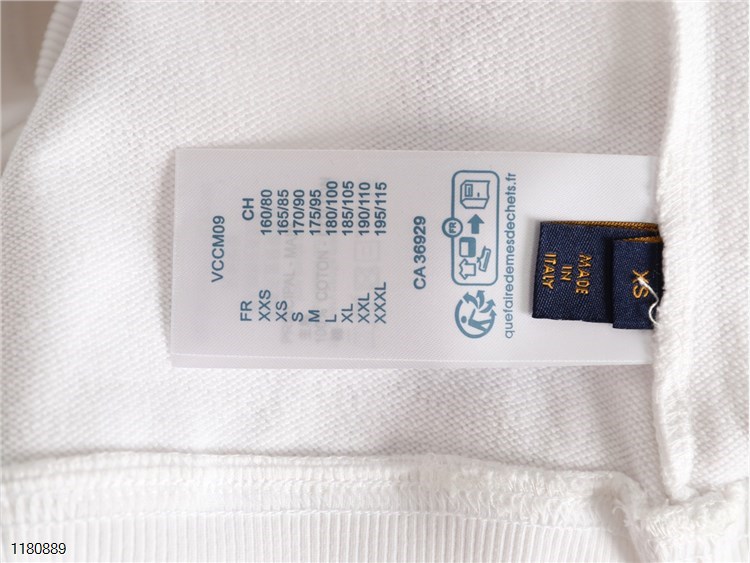 VCCM09
FR CH
XXS 160/80
XS 165/85
S 170/90
M 175/95
L 180/100
XL 185/105
XXL 190/110
XXXL 195/115
CA 36929
FR
quefairedemesdechets.fr
MADE
IN
ITALY
XS
1180889